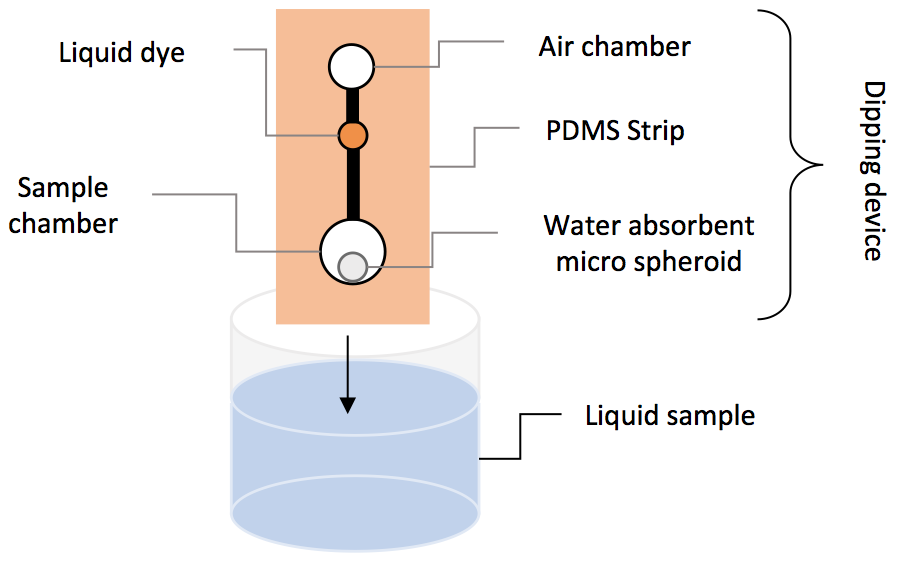 Liquid dye
Air chamber
PDMS Strip
Sample
chamber
Water absorbent
micro spheroid
Dipping device
Liquid sample